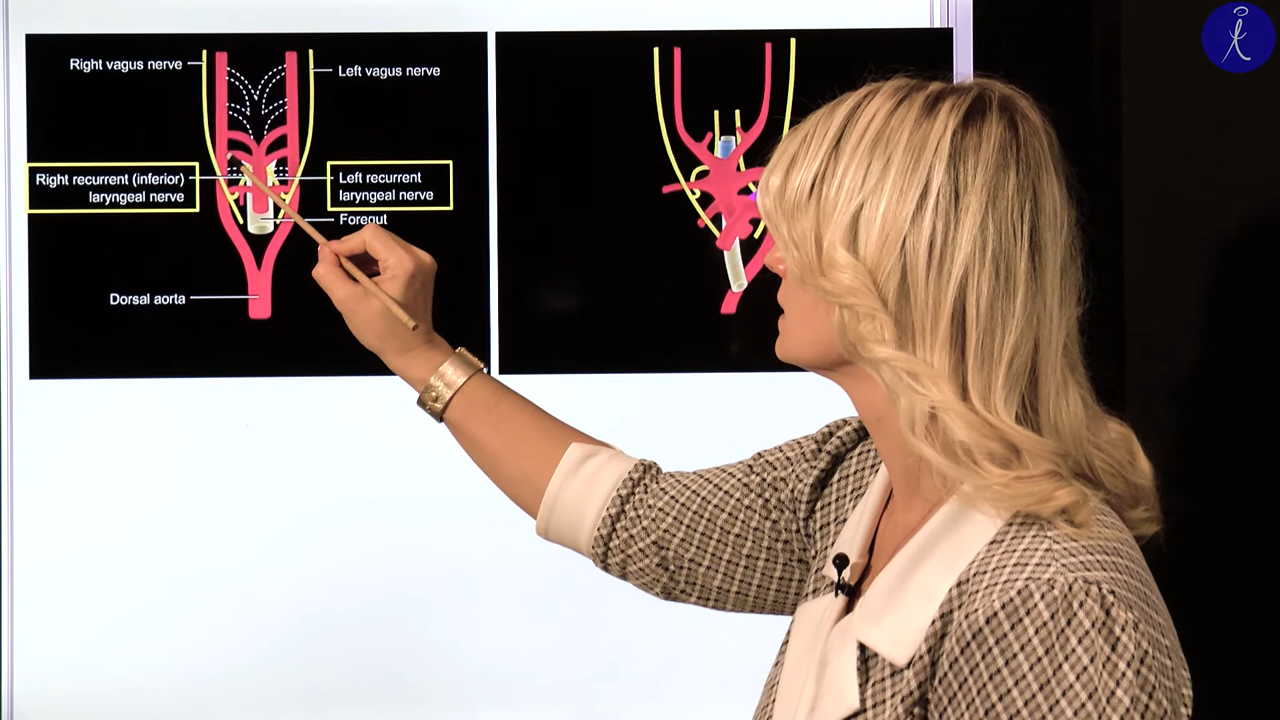 Right vagus nerve
Left vagus nerve
Right recurrent (inferior)
laryngeal nerve
Left recurrent
laryngeal nerve
Foregut
Dorsal aorta